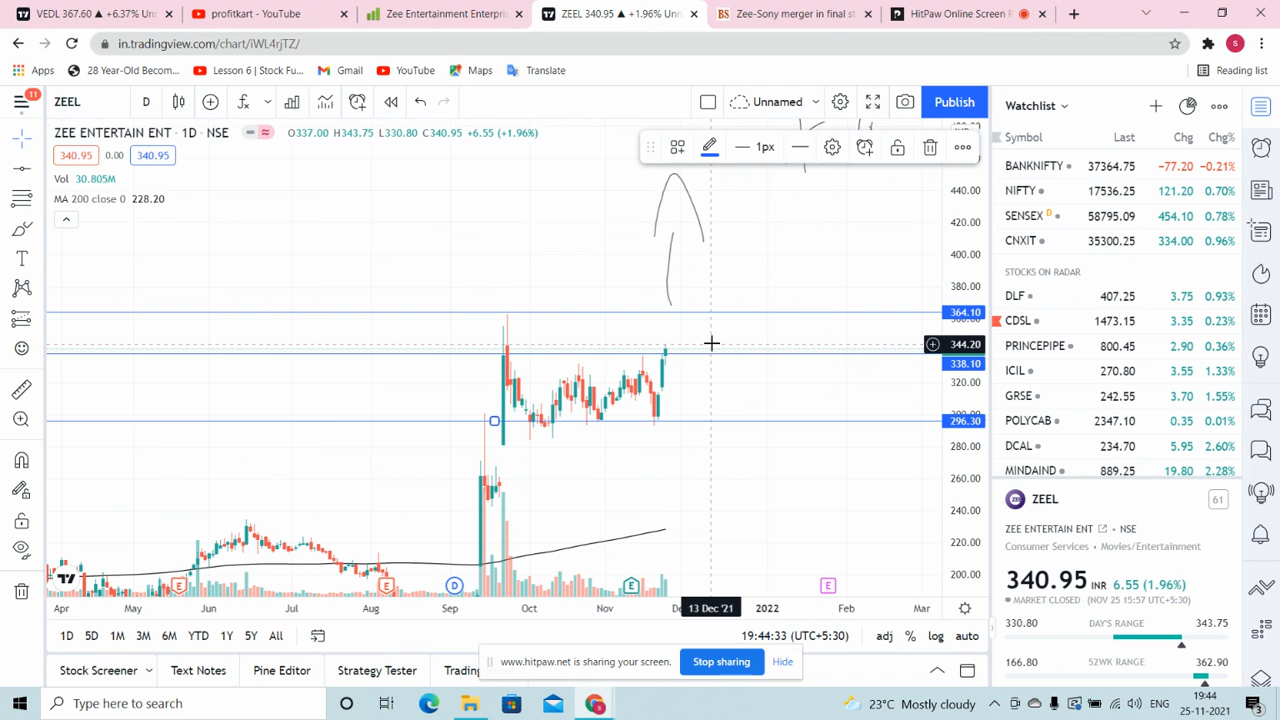 VEDL 367.60 ▲ +6.37% Un
profitkart - YouTube
Zee Entertainment Enterpris
ZEEL 340.95 ▲ +1.96% Unn
Zee-Sony merger in final st
HitPaw Online Screen R
in.tradingview.com/chart/iWL4rjTZ/
Apps
28 Year-Old Becom...
Lesson 6 | Stock Fu...
Gmail
YouTube
Maps
Translate
Reading list
11
ZEEL
D
Unnamed
Publish
ZEE ENTERTAIN ENT · 1D · NSE
O337.00 H343.75 L330.80 C340.95 +6.55 (+1.96%)
340.95
0.00
340.95
Vol 30.805M
MA 200 close 0 228.20
1px
440.00
420.00
400.00
380.00
364.10
344.20
338.10
320.00
296.30
280.00
260.00
240.00
220.00
200.00
E
E
D
E
E
Apr
May
Jun
Jul
Aug
Sep
Oct
Nov
13 Dec '21
2022
Feb
Mar
1D
5D
1M
3M
6M
YTD
1Y
5Y
All
19:44:33 (UTC+5:30)
adj
%
log
auto
Stock Screener
Text Notes
Pine Editor
Strategy Tester
Trading
www.hitpaw.net is sharing your screen.
Stop sharing
Hide
Watchlist
Symbol Last Chg Chg%
BANKNIFTY 37364.75 −77.20 −0.21%
NIFTY 17536.25 121.20 0.70%
SENSEX D 58795.09 454.10 0.78%
CNXIT 35300.25 334.00 0.96%
STOCKS ON RADAR
DLF 407.25 3.75 0.93%
CDSL 1473.15 3.35 0.23%
PRINCEPIPE 800.45 2.90 0.36%
ICIL 270.80 3.55 1.33%
GRSE 242.55 3.70 1.55%
POLYCAB 2347.10 0.35 0.01%
DCAL 234.70 5.95 2.60%
MINDAIND 889.25 19.80 2.28%
ZEEL
61
ZEE ENTERTAIN ENT · NSE
Consumer Services · Movies/Entertainment
340.95 INR 6.55 (1.96%)
MARKET CLOSED (NOV 25 15:57 UTC+5:30)
330.80 DAY'S RANGE 343.75
166.80 52WK RANGE 362.90
Type here to search
23°C Mostly cloudy
ENG
19:44
25-11-2021
3